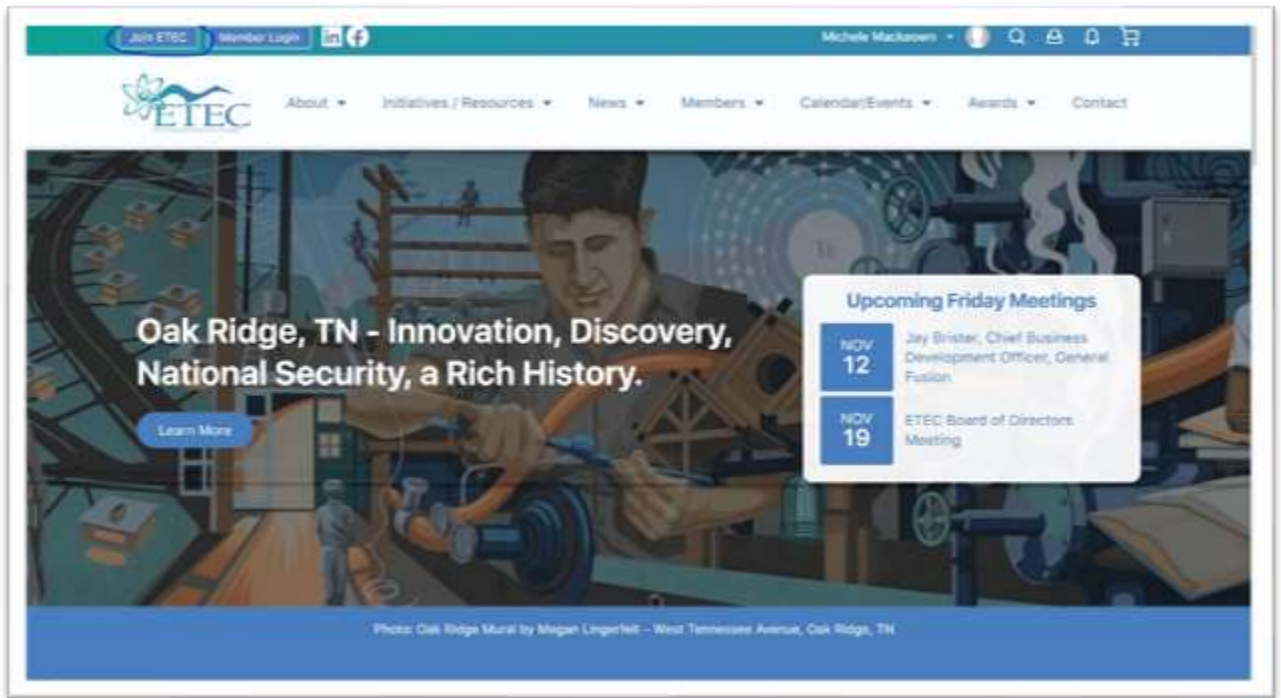 Join ETEC Member Login in f Michele Mackeown
ETEC
About Initiatives / Resources News Members Calendar/Events Awards Contact
Oak Ridge, TN - Innovation, Discovery,
National Security, a Rich History.
Learn More
Upcoming Friday Meetings
NOV
12
Jay Brister, Chief Business
Development Officer, General
Fusion
NOV
19
ETEC Board of Directors
Meeting
Photo: Oak Ridge Mural by Megan Lingerfelt – West Tennessee Avenue, Oak Ridge, TN